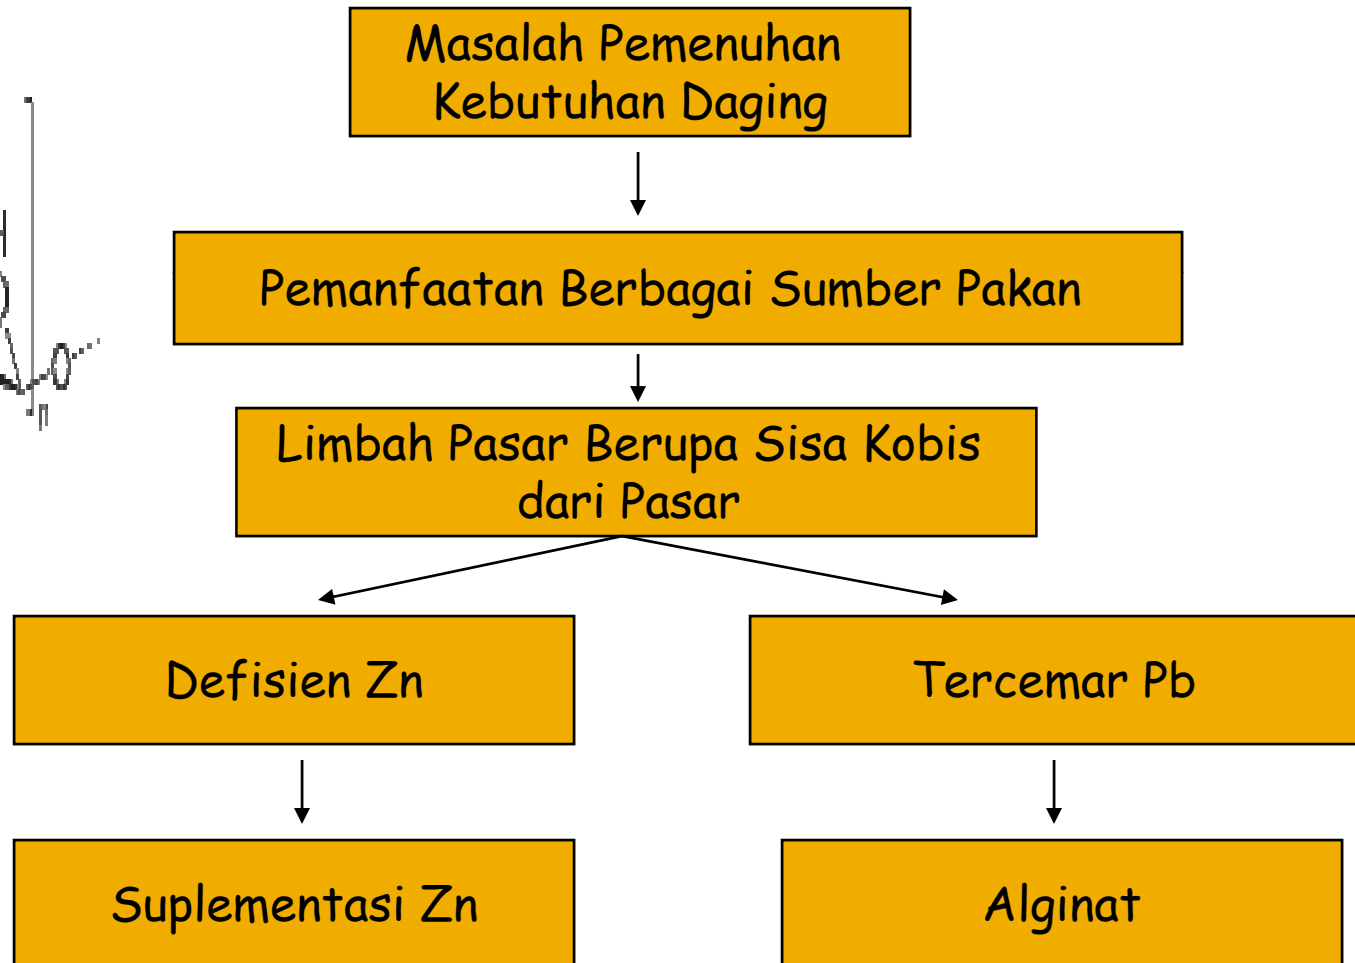 Masalah Pemenuhan
Kebutuhan Daging
Pemanfaatan Berbagai Sumber Pakan
Limbah Pasar Berupa Sisa Kobis
dari Pasar
Defisien Zn
Tercemar Pb
Suplementasi Zn
Alginat